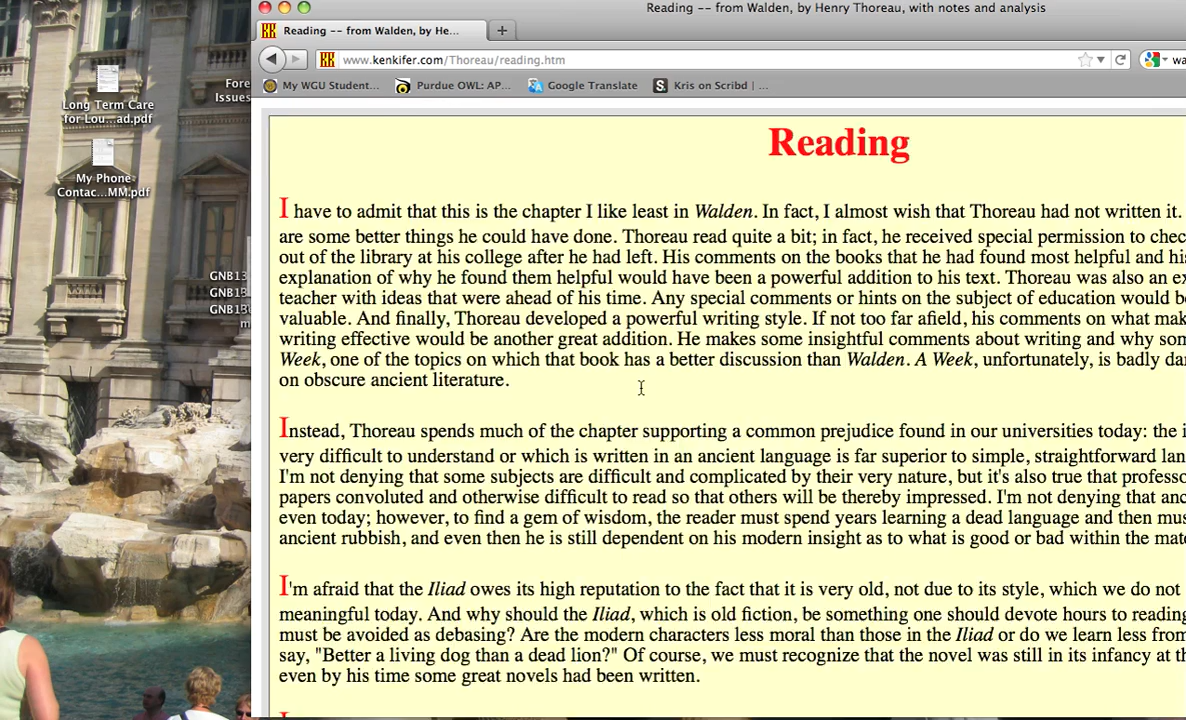 Reading -- from Walden, by Henry Thoreau, with notes and analysis
Reading -- from Walden, by He...
www.kenkifer.com/Thoreau/reading.htm
My WGU Student...
Purdue OWL: AP...
Google Translate
Kris on Scribd | ...
Long Term Care
for Lou...ad.pdf
My Phone
Contac...MM.pdf
Fore
Issues
GNB13
GNB1
GNB1
Reading
I have to admit that this is the chapter I like least in Walden. In fact, I almost wish that Thoreau had not written it.
are some better things he could have done. Thoreau read quite a bit; in fact, he received special permission to chec
out of the library at his college after he had left. His comments on the books that he had found most helpful and his
explanation of why he found them helpful would have been a powerful addition to his text. Thoreau was also an ex
teacher with ideas that were ahead of his time. Any special comments or hints on the subject of education would be
valuable. And finally, Thoreau developed a powerful writing style. If not too far afield, his comments on what mak
writing effective would be another great addition. He makes some insightful comments about writing and why som
Week, one of the topics on which that book has a better discussion than Walden. A Week, unfortunately, is badly dam
on obscure ancient literature.
Instead, Thoreau spends much of the chapter supporting a common prejudice found in our universities today: the i
very difficult to understand or which is written in an ancient language is far superior to simple, straightforward lan
I'm not denying that some subjects are difficult and complicated by their very nature, but it's also true that professo
papers convoluted and otherwise difficult to read so that others will be thereby impressed. I'm not denying that anc
even today; however, to find a gem of wisdom, the reader must spend years learning a dead language and then mus
ancient rubbish, and even then he is still dependent on his modern insight as to what is good or bad within the mate
I'm afraid that the Iliad owes its high reputation to the fact that it is very old, not due to its style, which we do not
meaningful today. And why should the Iliad, which is old fiction, be something one should devote hours to reading
must be avoided as debasing? Are the modern characters less moral than those in the Iliad or do we learn less from
say, "Better a living dog than a dead lion?" Of course, we must recognize that the novel was still in its infancy at th
even by his time some great novels had been written.